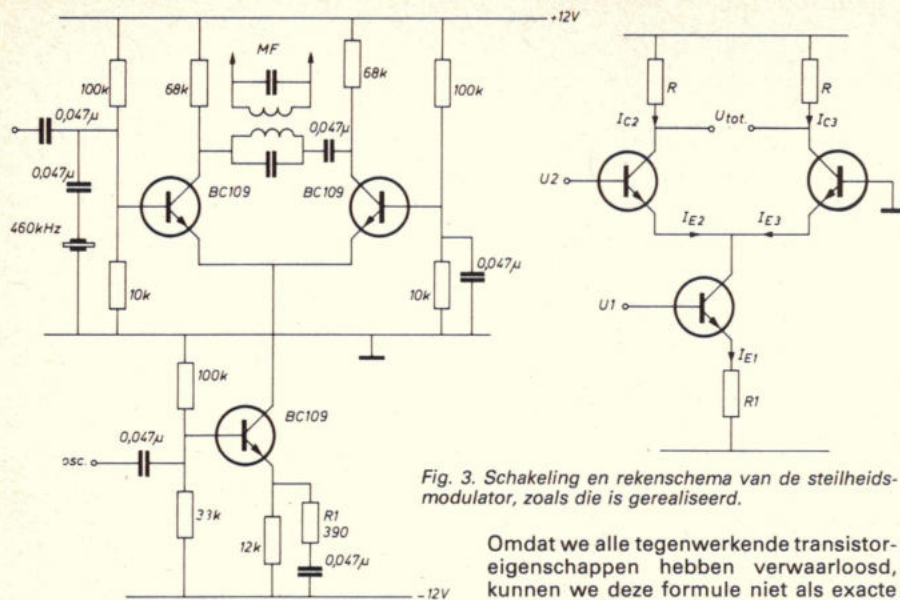 +12V
MF
100k
68k
68k
100k
0,047µ
0,047µ
0,047µ
BC109
BC109
460kHz
10k
10k
0,047µ
100k
BC109
0,047µ
osc.
33k
12k
R1
390
0,047µ
-12V
R
R
IC2
Utot.
IC3
U2
IE2
IE3
U1
IE1
R1
Fig. 3. Schakeling en rekenschema van de steilheids-
modulator, zoals die is gerealiseerd.
Omdat we alle tegenwerkende transistor-
eigenschappen hebben verwaarloosd,
kunnen we deze formule niet als exacte